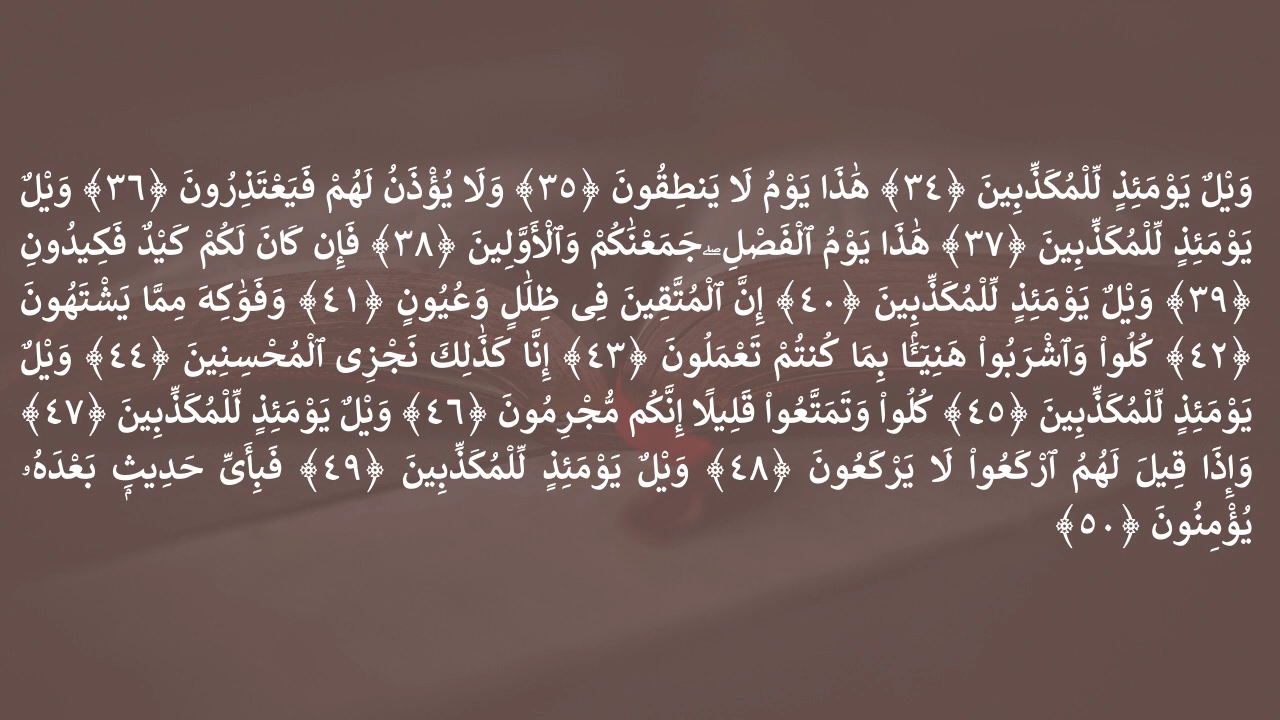 وَيْلٌ يَوْمَئِذٍ لِّلْمُكَذِّبِينَ ﴿٣٤﴾ هَٰذَا يَوْمُ لَا يَنطِقُونَ ﴿٣٥﴾ وَلَا يُؤْذَنُ لَهُمْ فَيَعْتَذِرُونَ ﴿٣٦﴾ وَيْلٌ
يَوْمَئِذٍ لِّلْمُكَذِّبِينَ ﴿٣٧﴾ هَٰذَا يَوْمُ ٱلْفَصْلِ ۖ جَمَعْنَٰكُمْ وَٱلْأَوَّلِينَ ﴿٣٨﴾ فَإِن كَانَ لَكُمْ كَيْدٌ فَكِيدُونِ
﴿٣٩﴾ وَيْلٌ يَوْمَئِذٍ لِّلْمُكَذِّبِينَ ﴿٤٠﴾ إِنَّ ٱلْمُتَّقِينَ فِى ظِلَٰلٍ وَعُيُونٍ ﴿٤١﴾ وَفَوَٰكِهَ مِمَّا يَشْتَهُونَ
﴿٤٢﴾ كُلُوا۟ وَٱشْرَبُوا۟ هَنِيٓـًٔۢا بِمَا كُنتُمْ تَعْمَلُونَ ﴿٤٣﴾ إِنَّا كَذَٰلِكَ نَجْزِى ٱلْمُحْسِنِينَ ﴿٤٤﴾ وَيْلٌ
يَوْمَئِذٍ لِّلْمُكَذِّبِينَ ﴿٤٥﴾ كُلُوا۟ وَتَمَتَّعُوا۟ قَلِيلًا إِنَّكُم مُّجْرِمُونَ ﴿٤٦﴾ وَيْلٌ يَوْمَئِذٍ لِّلْمُكَذِّبِينَ ﴿٤٧﴾
وَإِذَا قِيلَ لَهُمُ ٱرْكَعُوا۟ لَا يَرْكَعُونَ ﴿٤٨﴾ وَيْلٌ يَوْمَئِذٍ لِّلْمُكَذِّبِينَ ﴿٤٩﴾ فَبِأَىِّ حَدِيثٍۭ بَعْدَهُۥ
يُؤْمِنُونَ ﴿٥٠﴾